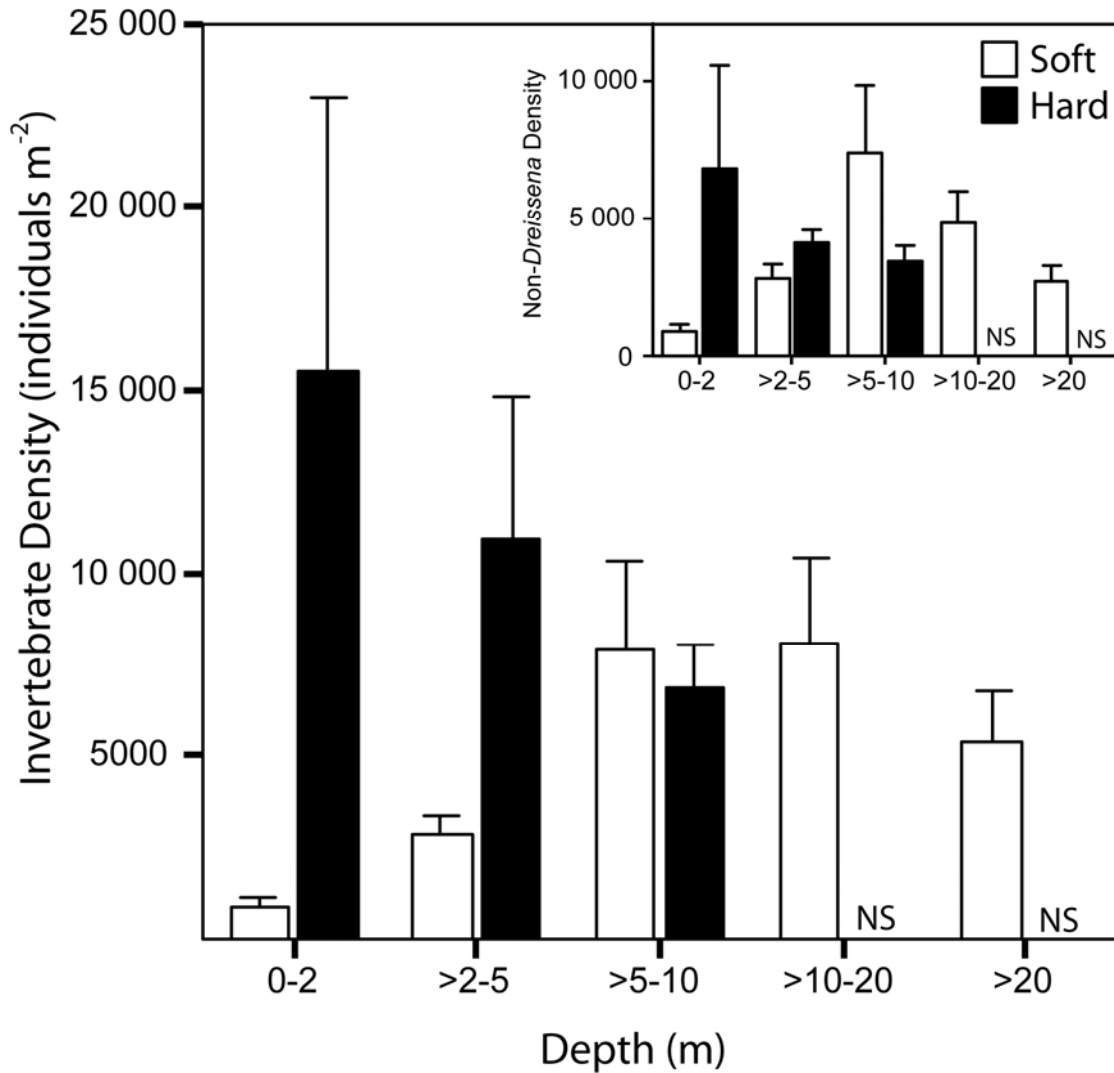 Invertebrate Density (individuals m⁻²)
25 000
20 000
15 000
10 000
5000
0-2
>2-5
>5-10
>10-20
>20
NS
NS
Depth (m)
Non-Dreissena Density
10 000
5 000
0
0-2
>2-5
>5-10
>10-20
>20
NS
NS
Soft
Hard